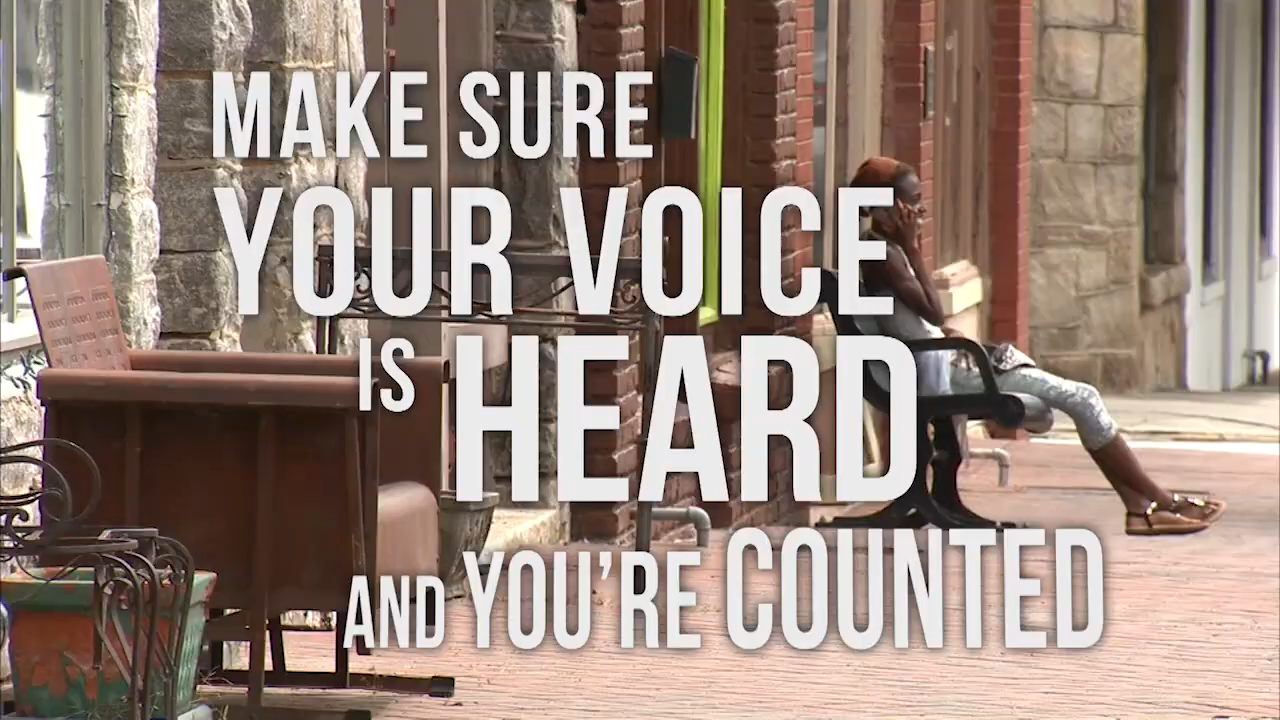 MAKE SURE
YOUR VOICE
IS HEARD
AND YOU'RE COUNTED